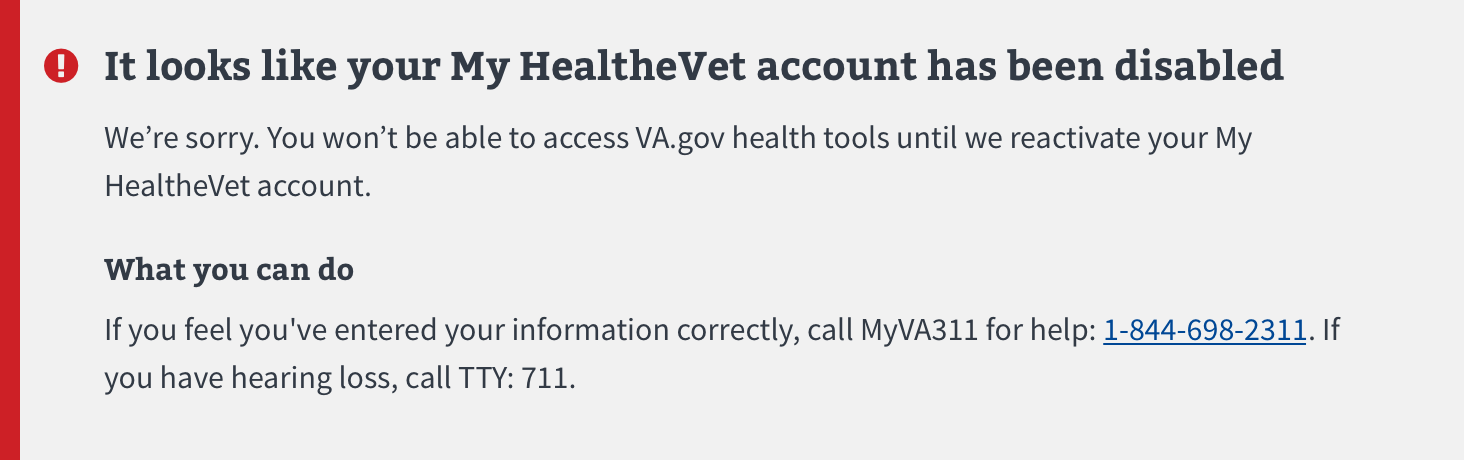 It looks like your My HealtheVet account has been disabled
We’re sorry. You won’t be able to access VA.gov health tools until we reactivate your My
HealtheVet account.
What you can do
If you feel you've entered your information correctly, call MyVA311 for help: 1-844-698-2311. If
you have hearing loss, call TTY: 711.